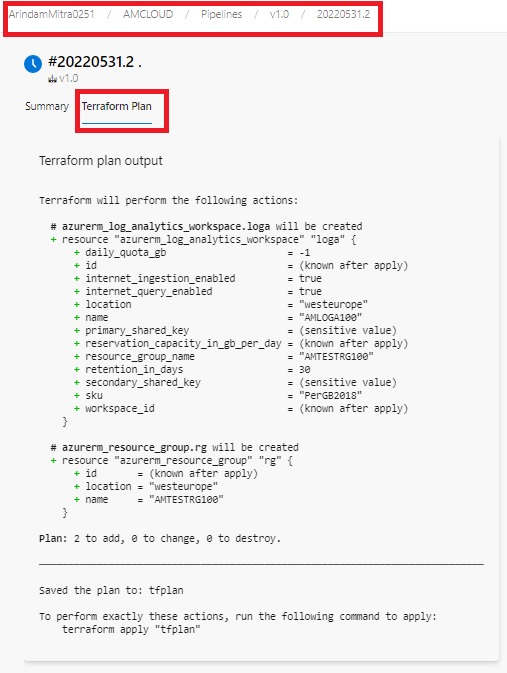 ArindamMitra0251 / AMCLOUD / Pipelines / v1.0 / 20220531.2
#20220531.2 .
v1.0
Summary Terraform Plan
Terraform plan output
Terraform will perform the following actions:
# azurerm_log_analytics_workspace.loga will be created
+ resource "azurerm_log_analytics_workspace" "loga" {
+ daily_quota_gb = -1
+ id = (known after apply)
+ internet_ingestion_enabled = true
+ internet_query_enabled = true
+ location = "westeurope"
+ name = "AMLOGA100"
+ primary_shared_key = (sensitive value)
+ reservation_capacity_in_gb_per_day = (known after apply)
+ resource_group_name = "AMTESTRG100"
+ retention_in_days = 30
+ secondary_shared_key = (sensitive value)
+ sku = "PerGB2018"
+ workspace_id = (known after apply)
}
# azurerm_resource_group.rg will be created
+ resource "azurerm_resource_group" "rg" {
+ id = (known after apply)
+ location = "westeurope"
+ name = "AMTESTRG100"
}
Plan: 2 to add, 0 to change, 0 to destroy.
Saved the plan to: tfplan
To perform exactly these actions, run the following command to apply:
terraform apply "tfplan"